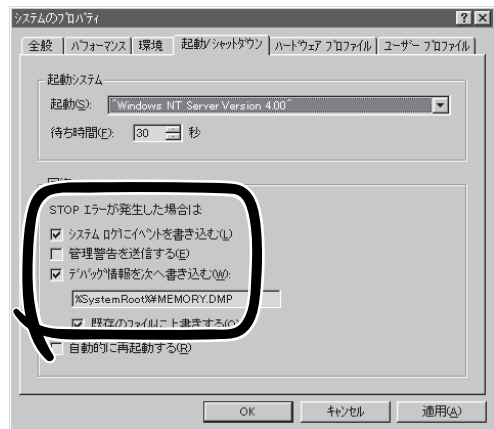 システムのプロパティ
全般 パフォーマンス 環境 起動/シャットダウン ハードウェア プロファイル ユーザー プロファイル
起動システム
起動(S): "Windows NT Server Version 4.00"
待ち時間(F): 30 秒
STOP エラーが発生した場合は
システム ログにイベントを書き込む(L)
管理警告を送信する(E)
デバッグ情報を次へ書き込む(W):
%SystemRoot%¥MEMORY.DMP
既存のファイルに上書きする(O)
自動的に再起動する(R)
OK キャンセル 適用(A)